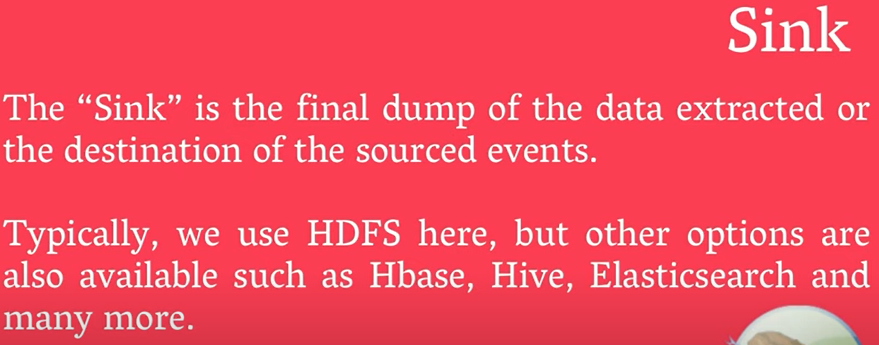 Sink
The “Sink” is the final dump of the data extracted or
the destination of the sourced events.
Typically, we use HDFS here, but other options are
also available such as Hbase, Hive, Elasticsearch and
many more.